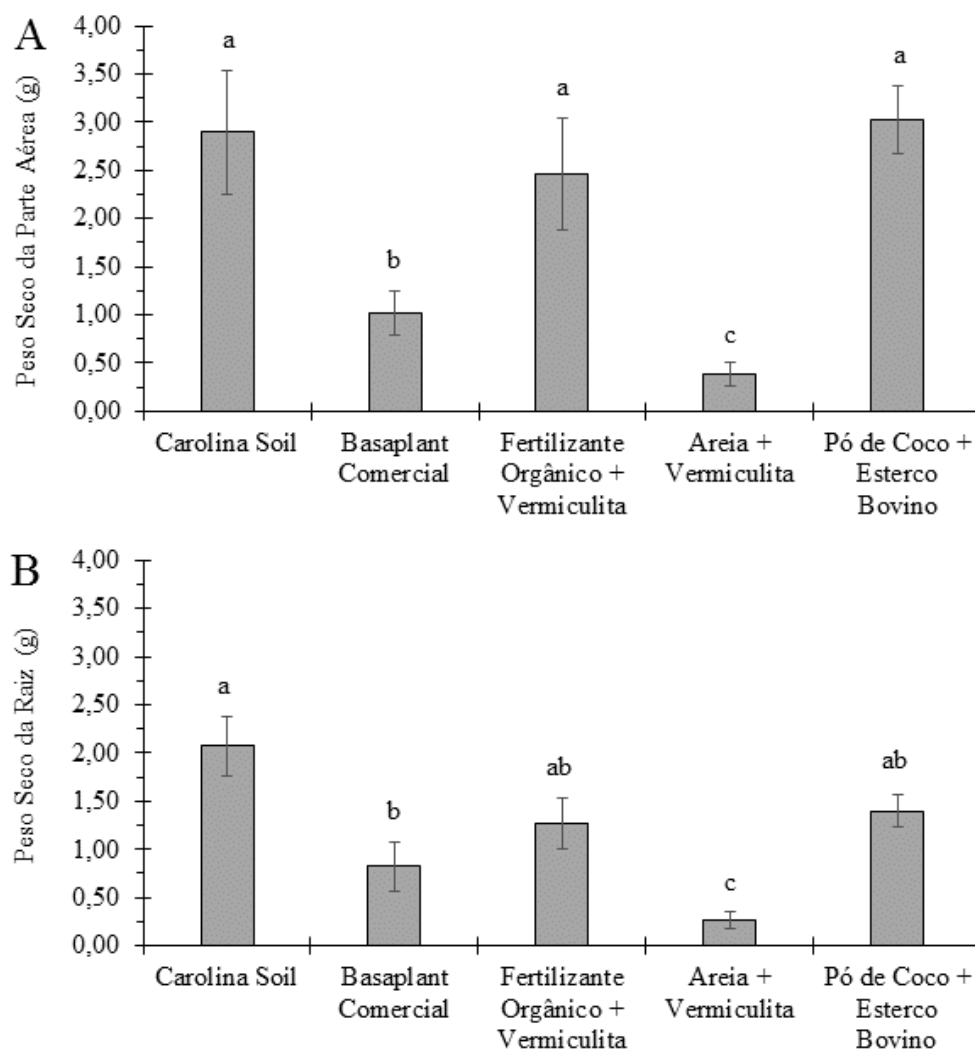 A
Peso Seco da Parte Aérea (g)
4,00
3,50
3,00
2,50
2,00
1,50
1,00
0,50
0,00
a
b
a
c
a
Carolina Soil
Basaplant
Comercial
Fertilizante
Orgânico +
Vermiculita
Areia +
Vermiculita
Pó de Coco +
Esterco
Bovino
B
Peso Seco da Raiz (g)
4,00
3,50
3,00
2,50
2,00
1,50
1,00
0,50
0,00
a
b
ab
c
ab
Carolina Soil
Basaplant
Comercial
Fertilizante
Orgânico +
Vermiculita
Areia +
Vermiculita
Pó de Coco +
Esterco
Bovino